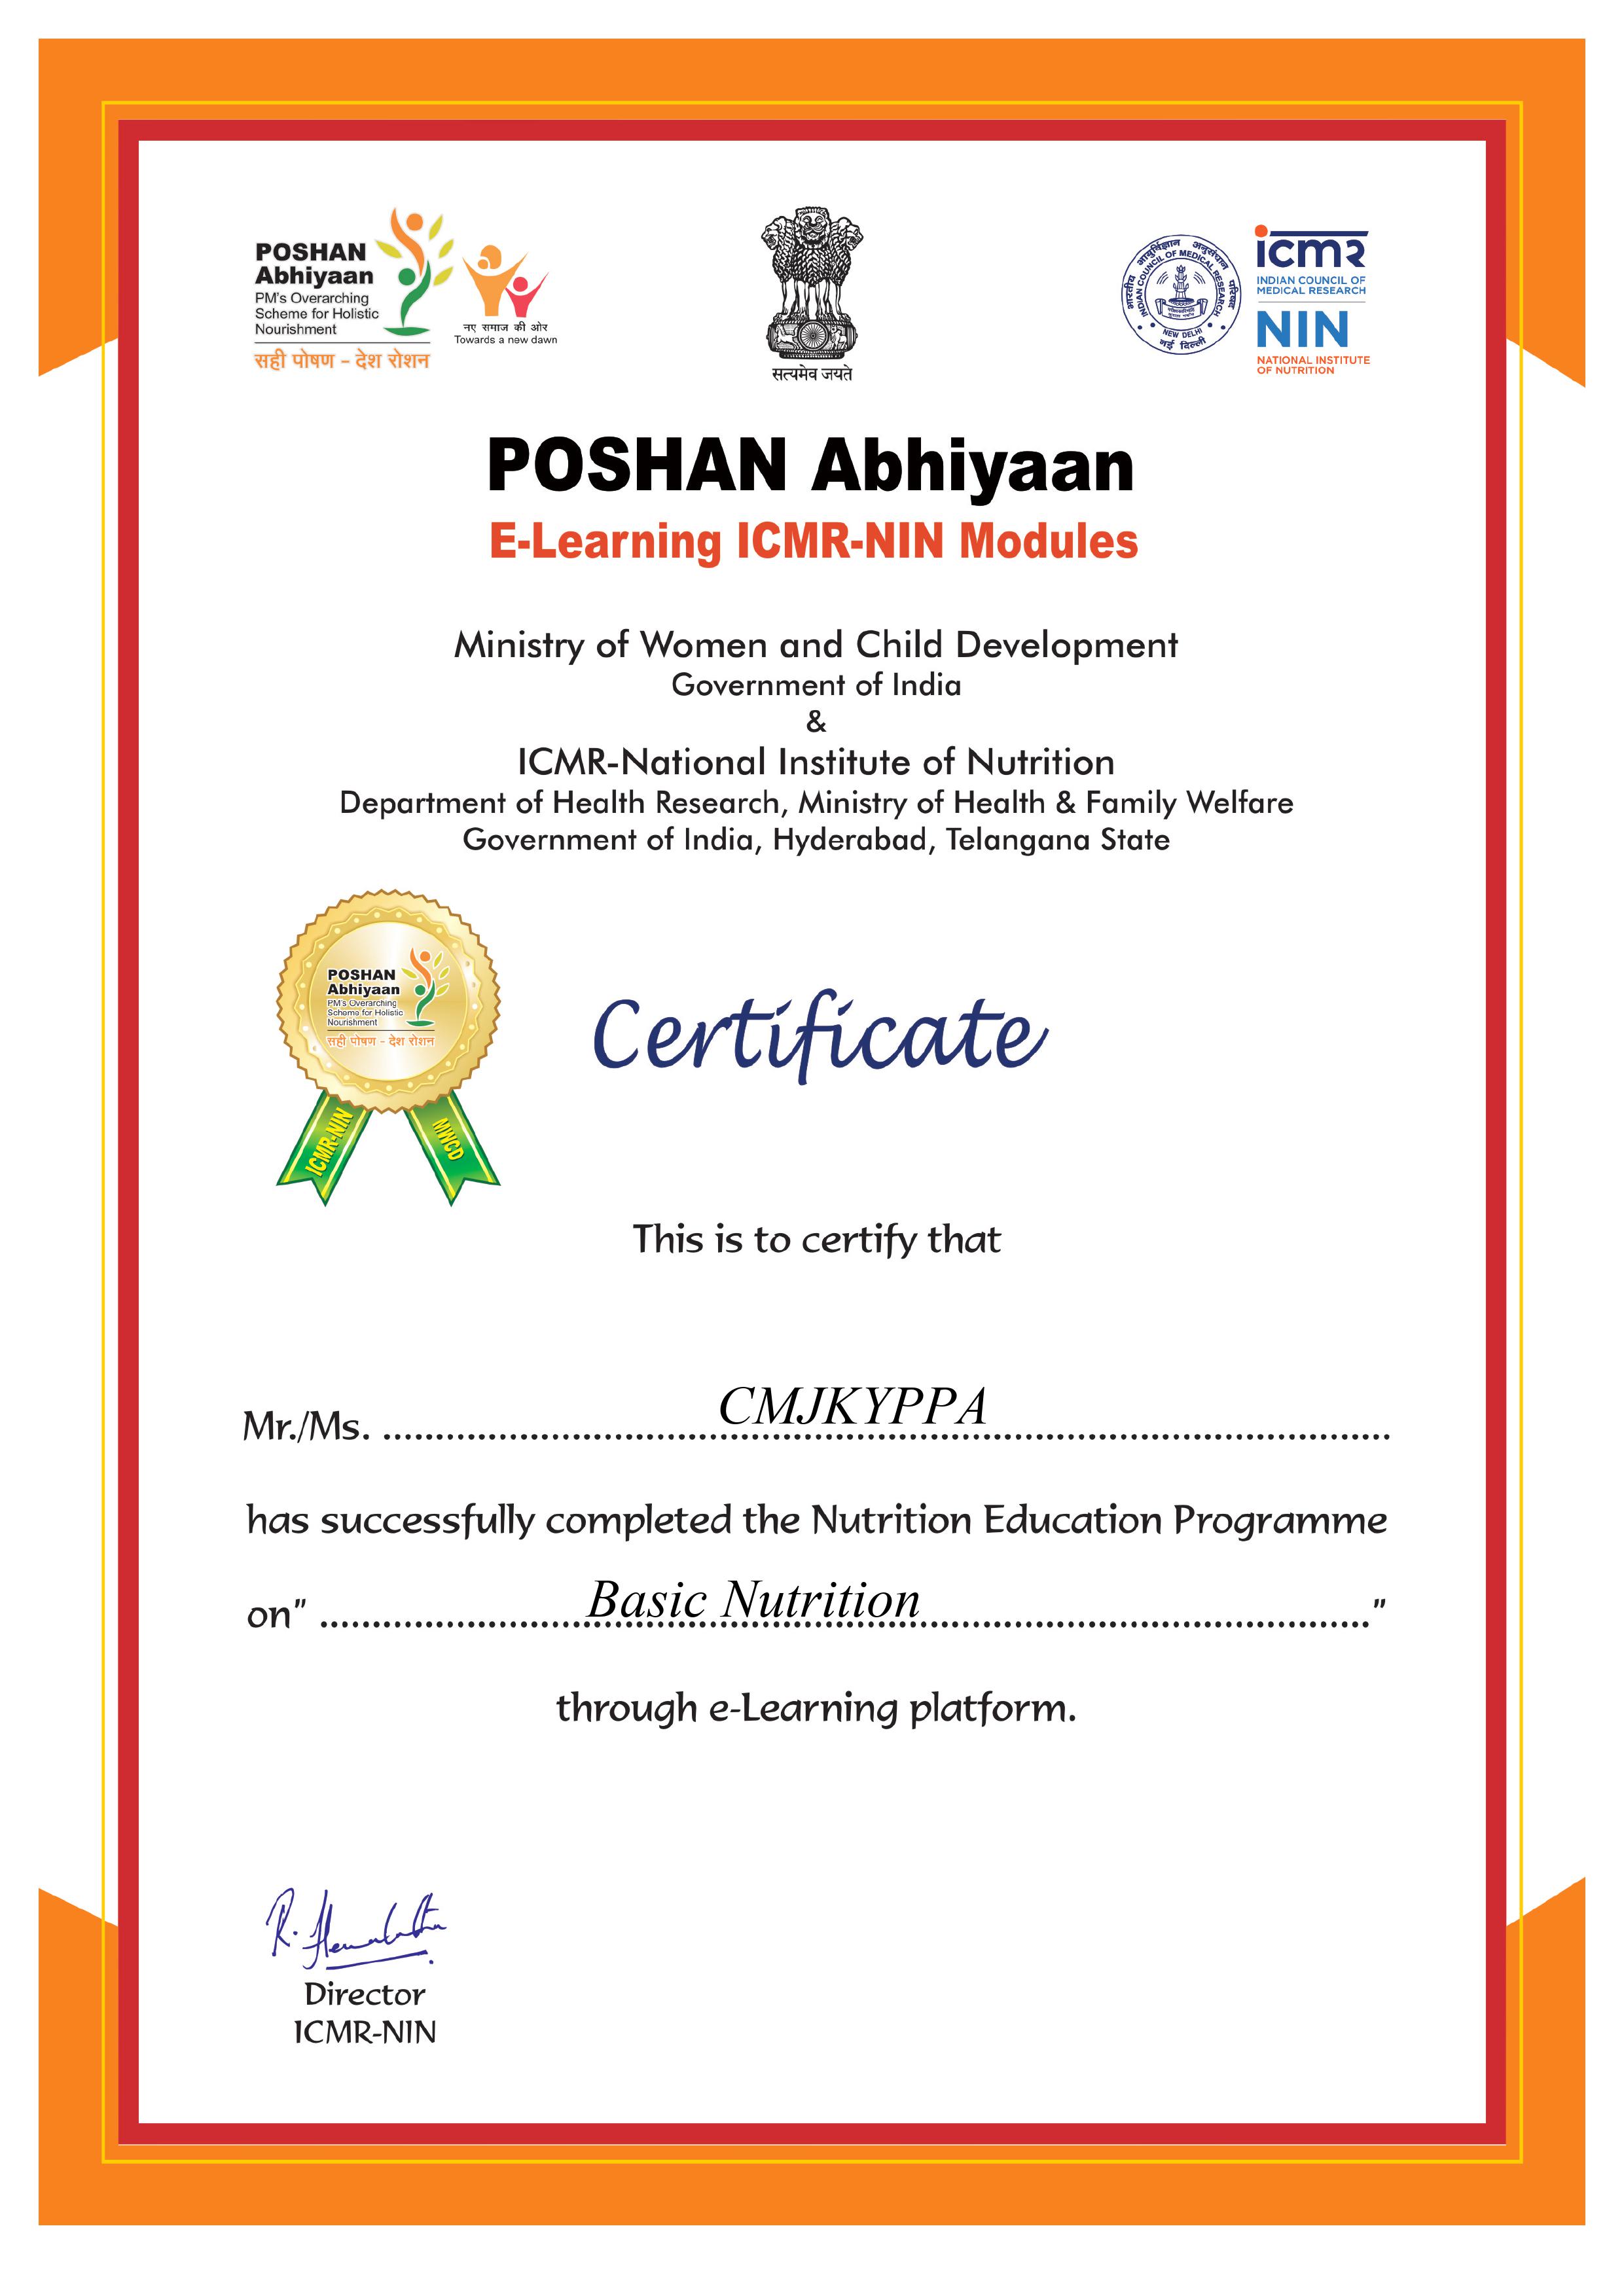 POSHAN
Abhiyaan
PM's Overarching
Scheme for Holistic
Nourishment
सही पोषण - देश रोशन
नए समाज की ओर
Towards a new dawn
सत्यमेव जयते
भारतीय आयुर्विज्ञान अनुसंधान परिषद
INDIAN COUNCIL OF MEDICAL RESEARCH
NEW DELHI
नई दिल्ली
icmr
INDIAN COUNCIL OF
MEDICAL RESEARCH
NIN
NATIONAL INSTITUTE
OF NUTRITION
POSHAN Abhiyaan
E-Learning ICMR-NIN Modules
Ministry of Women and Child Development
Government of India
&
ICMR-National Institute of Nutrition
Department of Health Research, Ministry of Health & Family Welfare
Government of India, Hyderabad, Telangana State
POSHAN
Abhiyaan
PM's Overarching
Scheme for Holistic
Nourishment
सही पोषण - देश रोशन
ICMR-NIN
MWCD
Certificate
This is to certify that
Mr./Ms. CMJKYPPA
has successfully completed the Nutrition Education Programme
on" Basic Nutrition "
through e-Learning platform.
R. Hemalatha
Director
ICMR-NIN